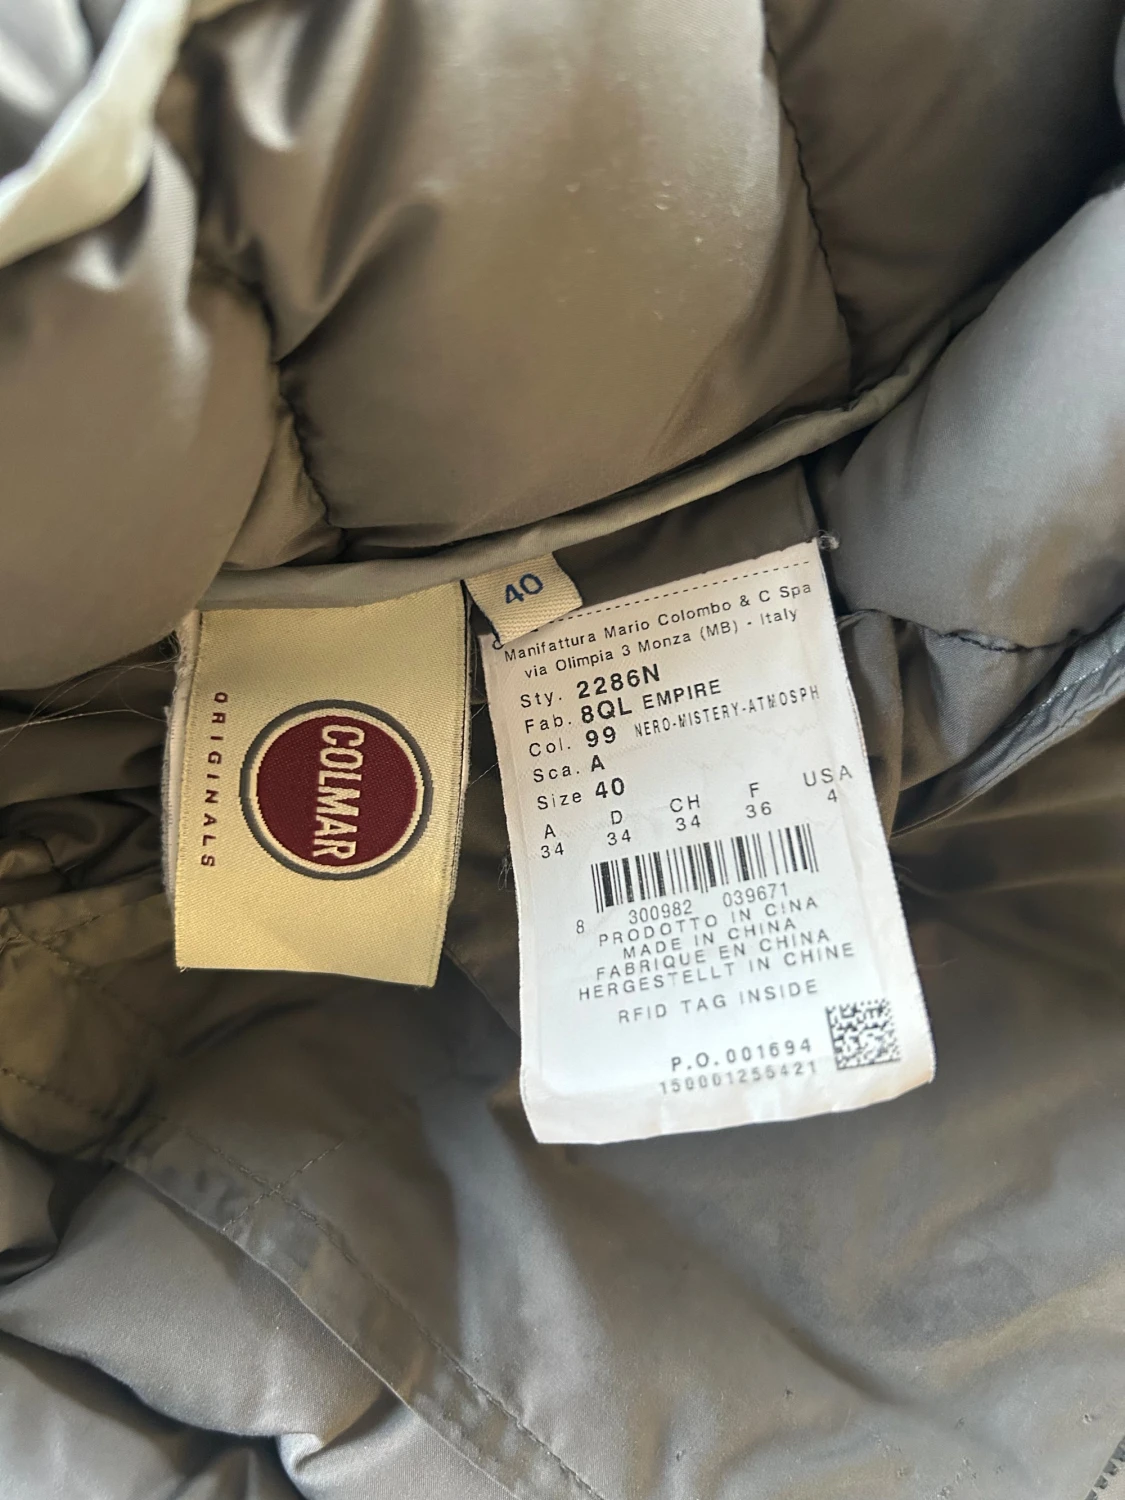 40
ORIGINALS
COLMAR
Manifattura Mario Colombo & C Spa
via Olimpia 3 Monza (MB) - Italy
Sty. 2286N
Fab. 8QL EMPIRE
Col. 99 NERO-MISTERY-ATMOSPH
Sca. A
Size 40
A D CH F USA
34 34 34 36 4
8 300982 039671
PRODOTTO IN CINA
MADE IN CHINA
FABRIQUE EN CHINA
HERGESTELLT IN CHINE
RFID TAG INSIDE
P.O. 001694
150001256421